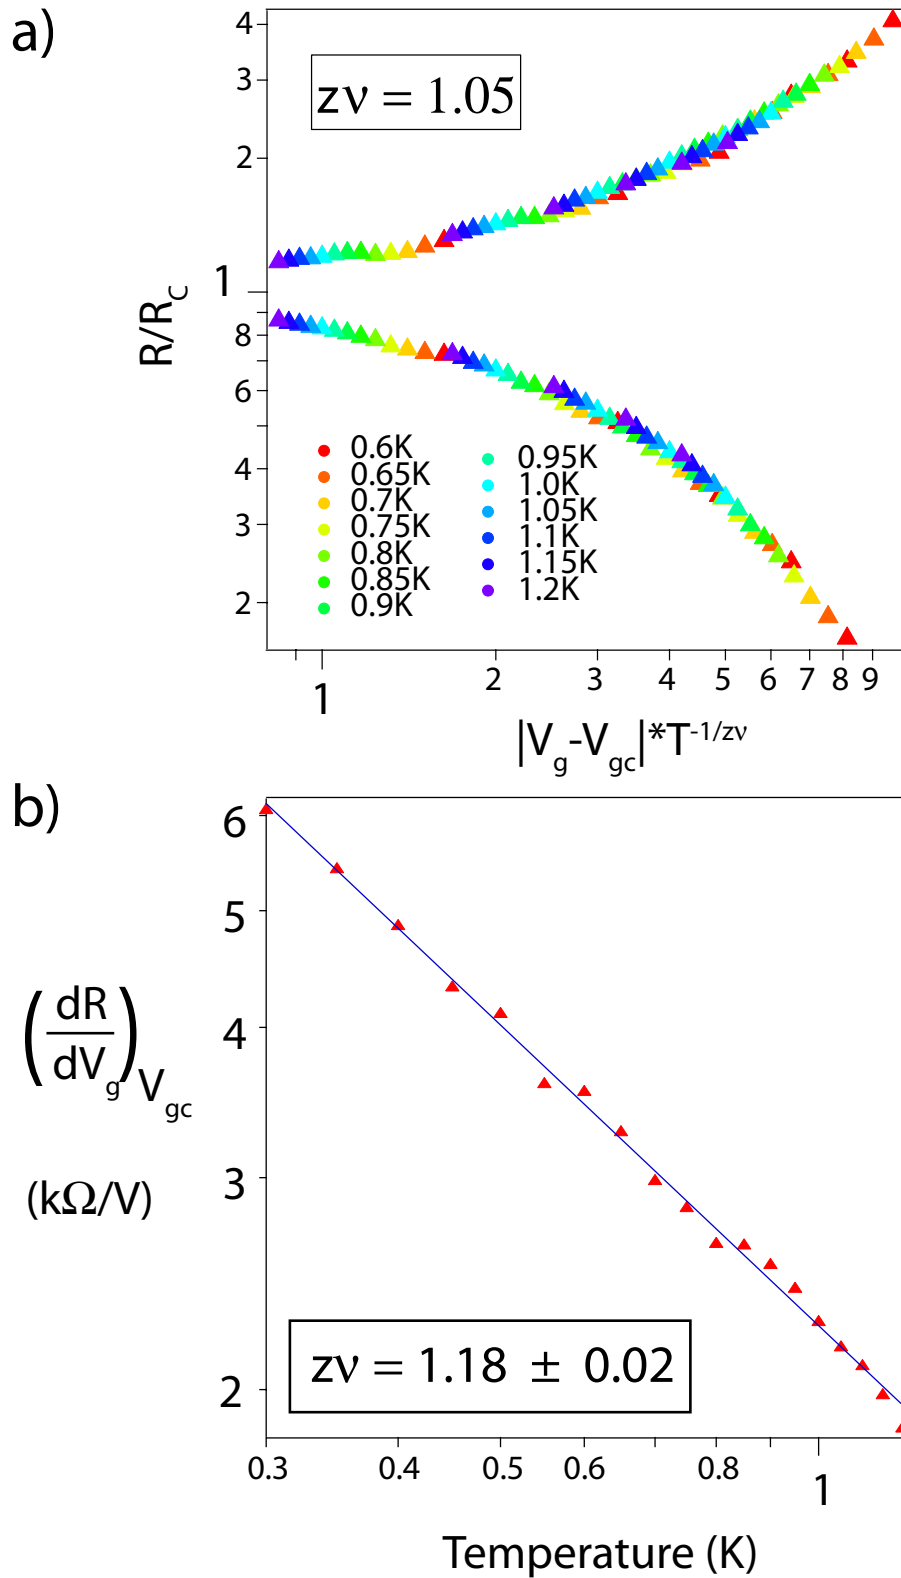 a)
zν = 1.05
4
3
2
1
8
6
4
3
2
R/R_C
0.6K
0.65K
0.7K
0.75K
0.8K
0.85K
0.9K
0.95K
1.0K
1.05K
1.1K
1.15K
1.2K
1 2 3 4 5 6 7 8 9
|V_g-V_gc|*T^-1/zν
b)
6
5
4
3
2
(dR/dV_g)_V_gc
(kΩ/V)
zν = 1.18 ± 0.02
0.3 0.4 0.5 0.6 0.8 1
Temperature (K)